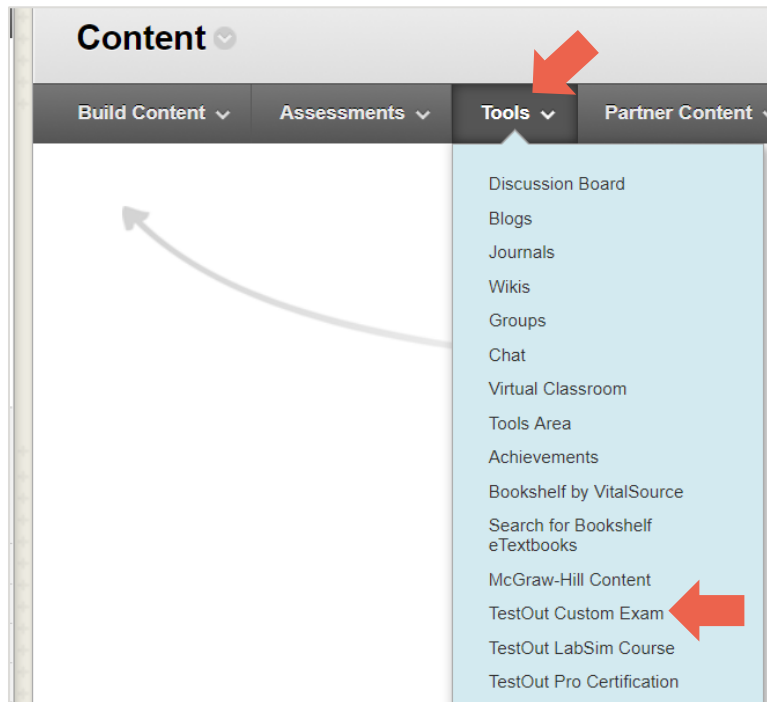 Content
Build Content
Assessments
Tools
Partner Content
Discussion Board
Blogs
Journals
Wikis
Groups
Chat
Virtual Classroom
Tools Area
Achievements
Bookshelf by VitalSource
Search for Bookshelf
eTextbooks
McGraw-Hill Content
TestOut Custom Exam
TestOut LabSim Course
TestOut Pro Certification